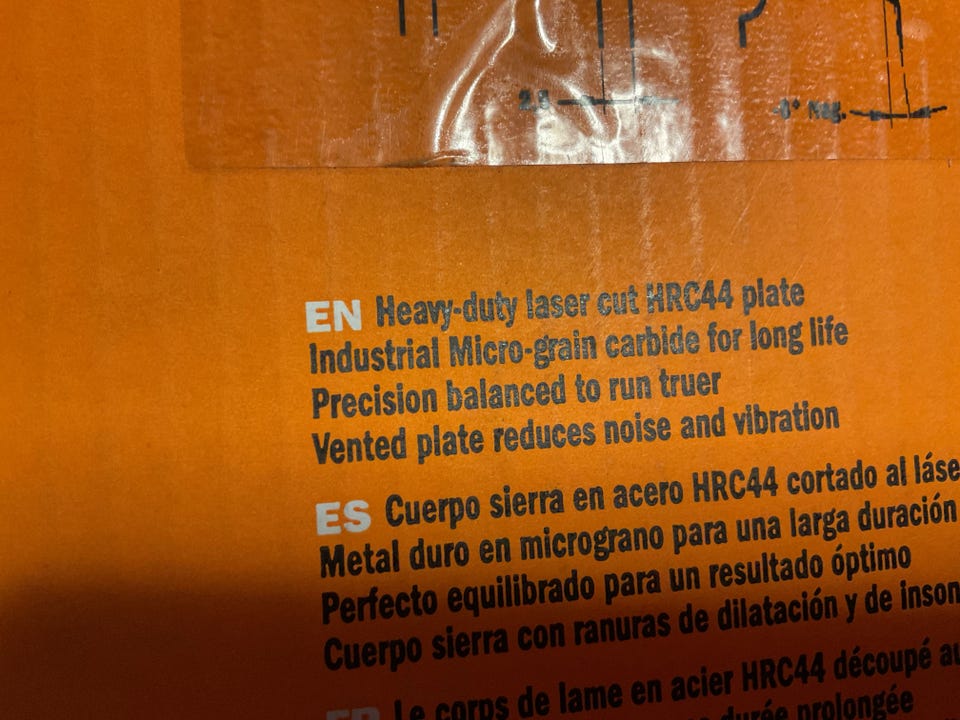 -4° Neg.
EN Heavy-duty laser cut HRC44 plate
Industrial Micro-grain carbide for long life
Precision balanced to run truer
Vented plate reduces noise and vibration
ES Cuerpo sierra en acero HRC44 cortado al láse
Metal duro en micrograno para una larga duración
Perfecto equilibrado para un resultado óptimo
Cuerpo sierra con ranuras de dilatación y de inson
FR Le corps de lame en acier HRC44 découpé au
durée prolongée